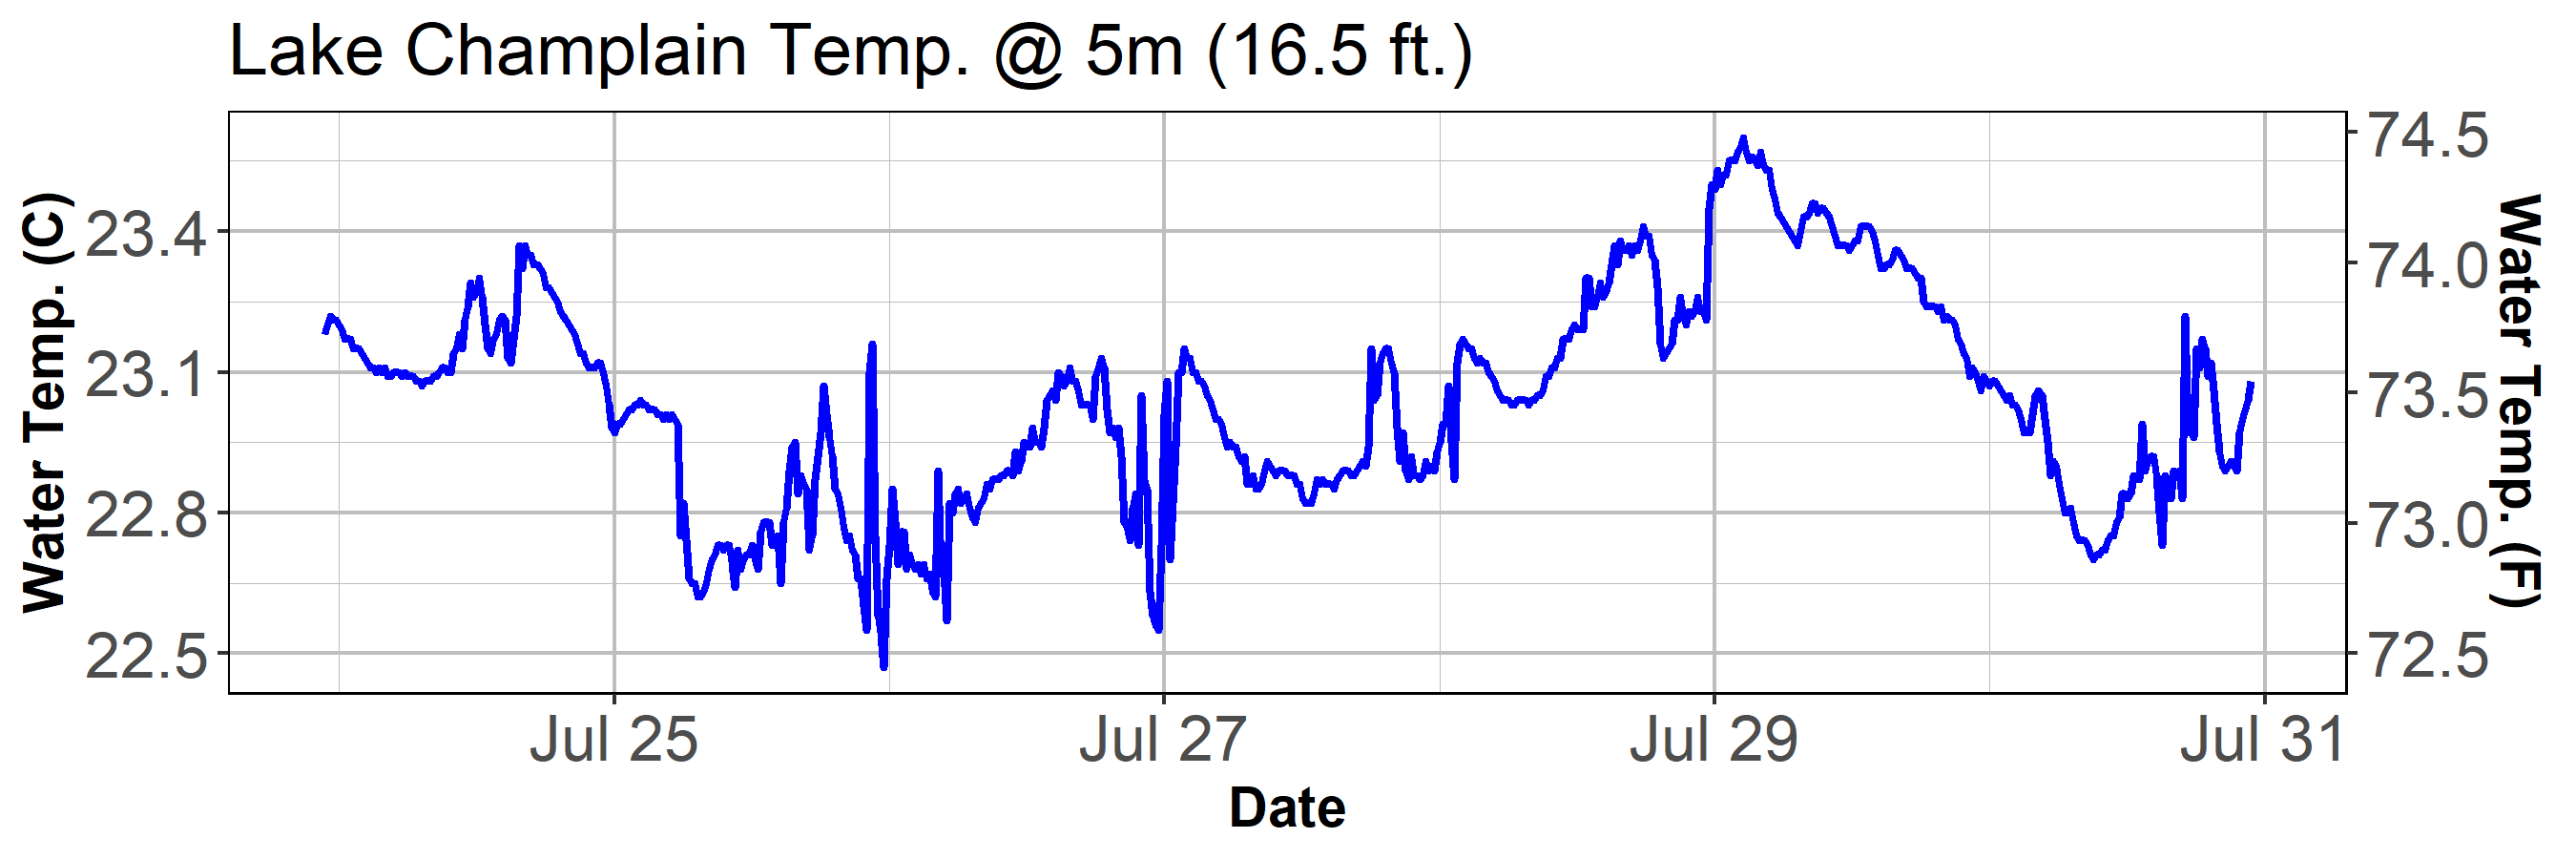 Lake Champlain Temp. @ 5m (16.5 ft.)
Water Temp. (C)
23.4
23.1
22.8
22.5
74.5
74.0
73.5
73.0
72.5
Water Temp. (F)
Jul 25
Jul 27
Jul 29
Jul 31
Date